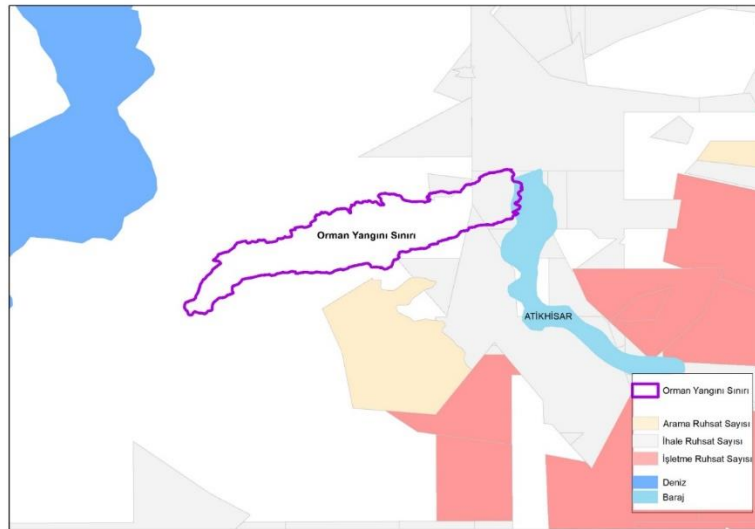 Orman Yangını Sınırı
ATİKHİSAR
Orman Yangını Sınırı
Arama Ruhsat Sayısı
İhale Ruhsat Sayısı
İşletme Ruhsat Sayısı
Deniz
Baraj